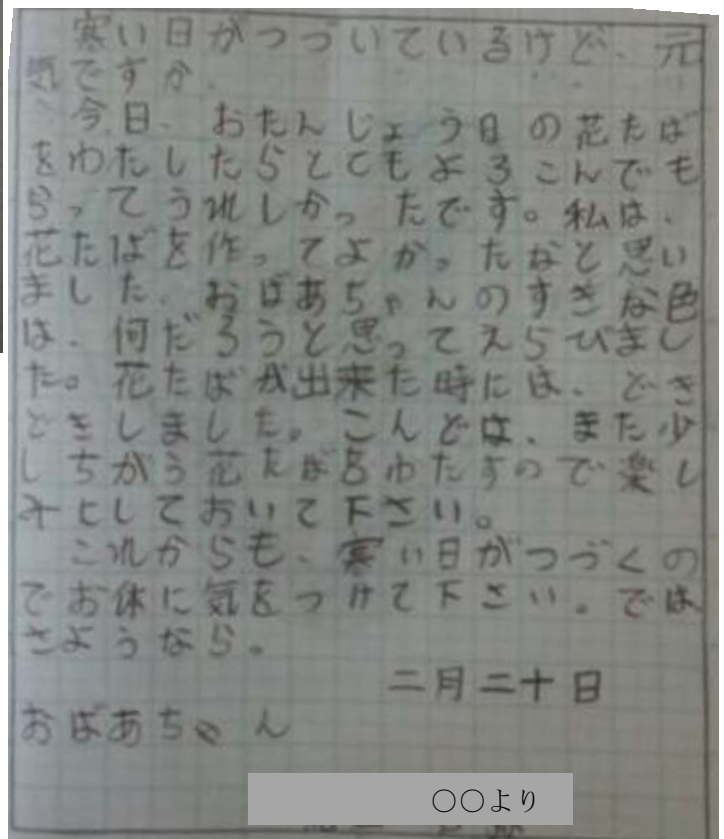 寒い日がつづいているけど、元
気ですか。
今日、おたんじょう日の花たば
をわたしたらとてもよろこんでも
らってうれしかったです。私は、
花たばを作ってよかったなと思い
ました。おばあちゃんのすきな色
は、何だろうと思ってえらびまし
た。花たばが出来た時には、どき
どきしました。こんどは、また少
しちがう花たばをわたすので楽し
みとしておいて下さい。
これからも、寒い日がつづくの
でお体に気をつけて下さい。では
さようなら。
二月二十日
おばあちゃん
〇〇より